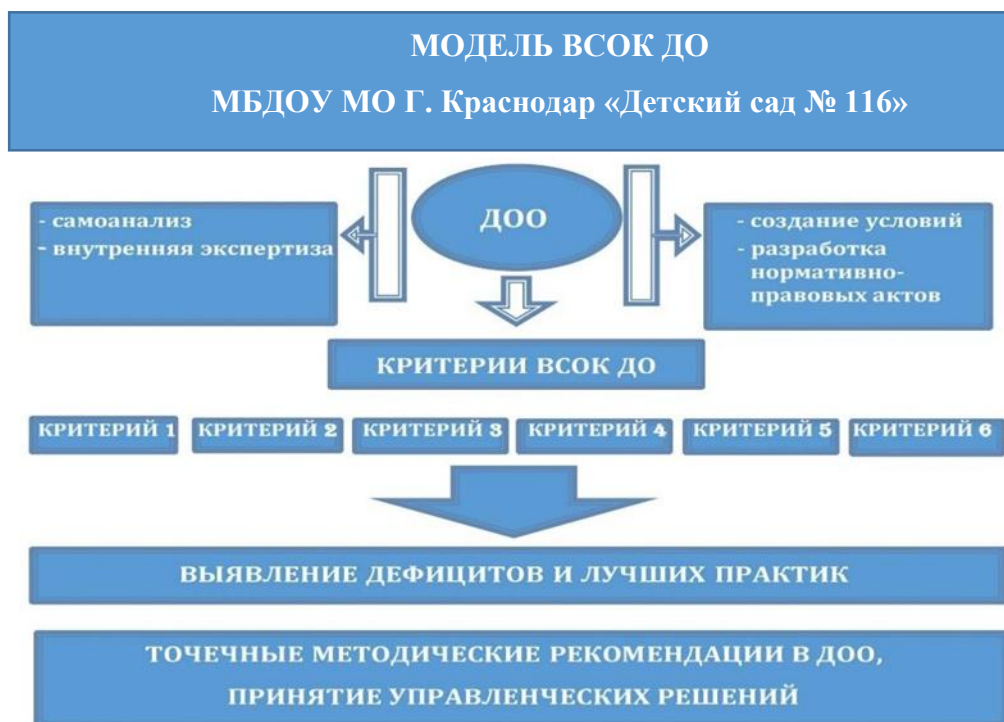 МОДЕЛЬ ВСОК ДО
МБДОУ МО Г. Краснодар «Детский сад № 116»
ДОО
- самоанализ
- внутренняя экспертиза
- создание условий
- разработка
нормативно-
правовых актов
КРИТЕРИИ ВСОК ДО
КРИТЕРИЙ 1
КРИТЕРИЙ 2
КРИТЕРИЙ 3
КРИТЕРИЙ 4
КРИТЕРИЙ 5
КРИТЕРИЙ 6
ВЫЯВЛЕНИЕ ДЕФИЦИТОВ И ЛУЧШИХ ПРАКТИК
ТОЧЕЧНЫЕ МЕТОДИЧЕСКИЕ РЕКОМЕНДАЦИИ В ДОО,
ПРИНЯТИЕ УПРАВЛЕНЧЕСКИХ РЕШЕНИЙ